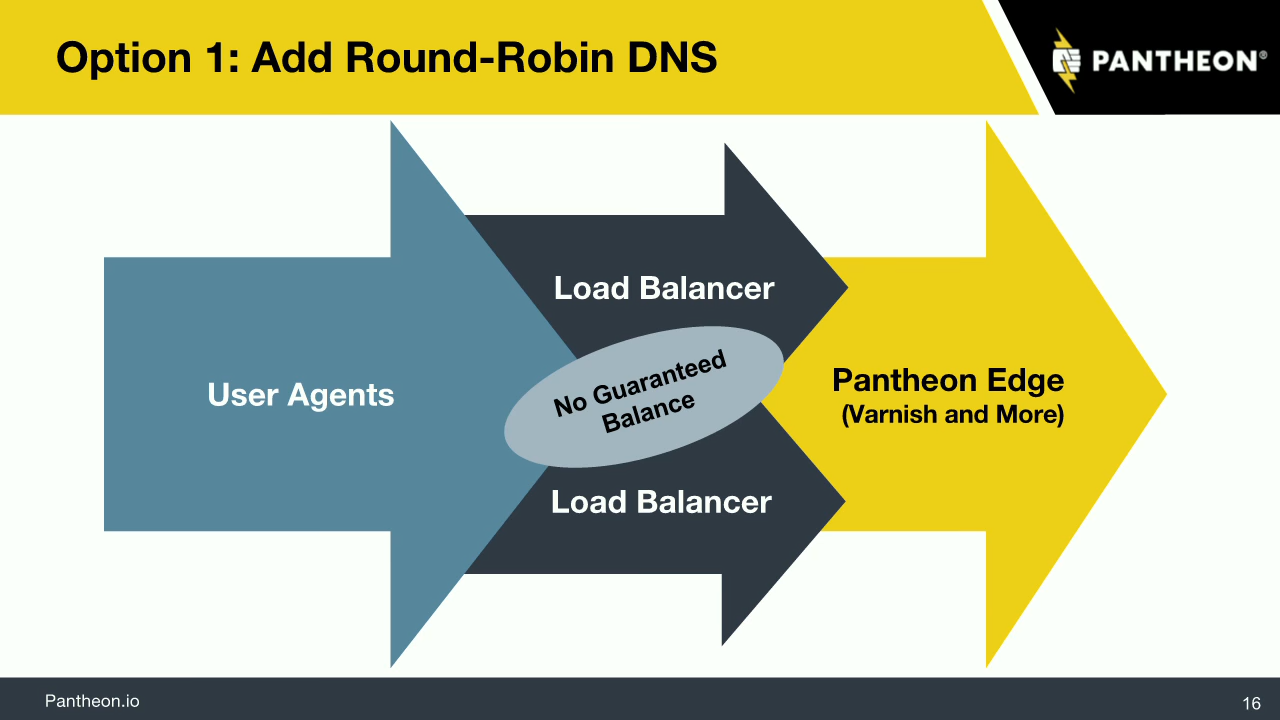 Option 1: Add Round-Robin DNS
PANTHEON®
Load Balancer
No Guaranteed
Balance
User Agents
Pantheon Edge
(Varnish and More)
Load Balancer
Pantheon.io
16